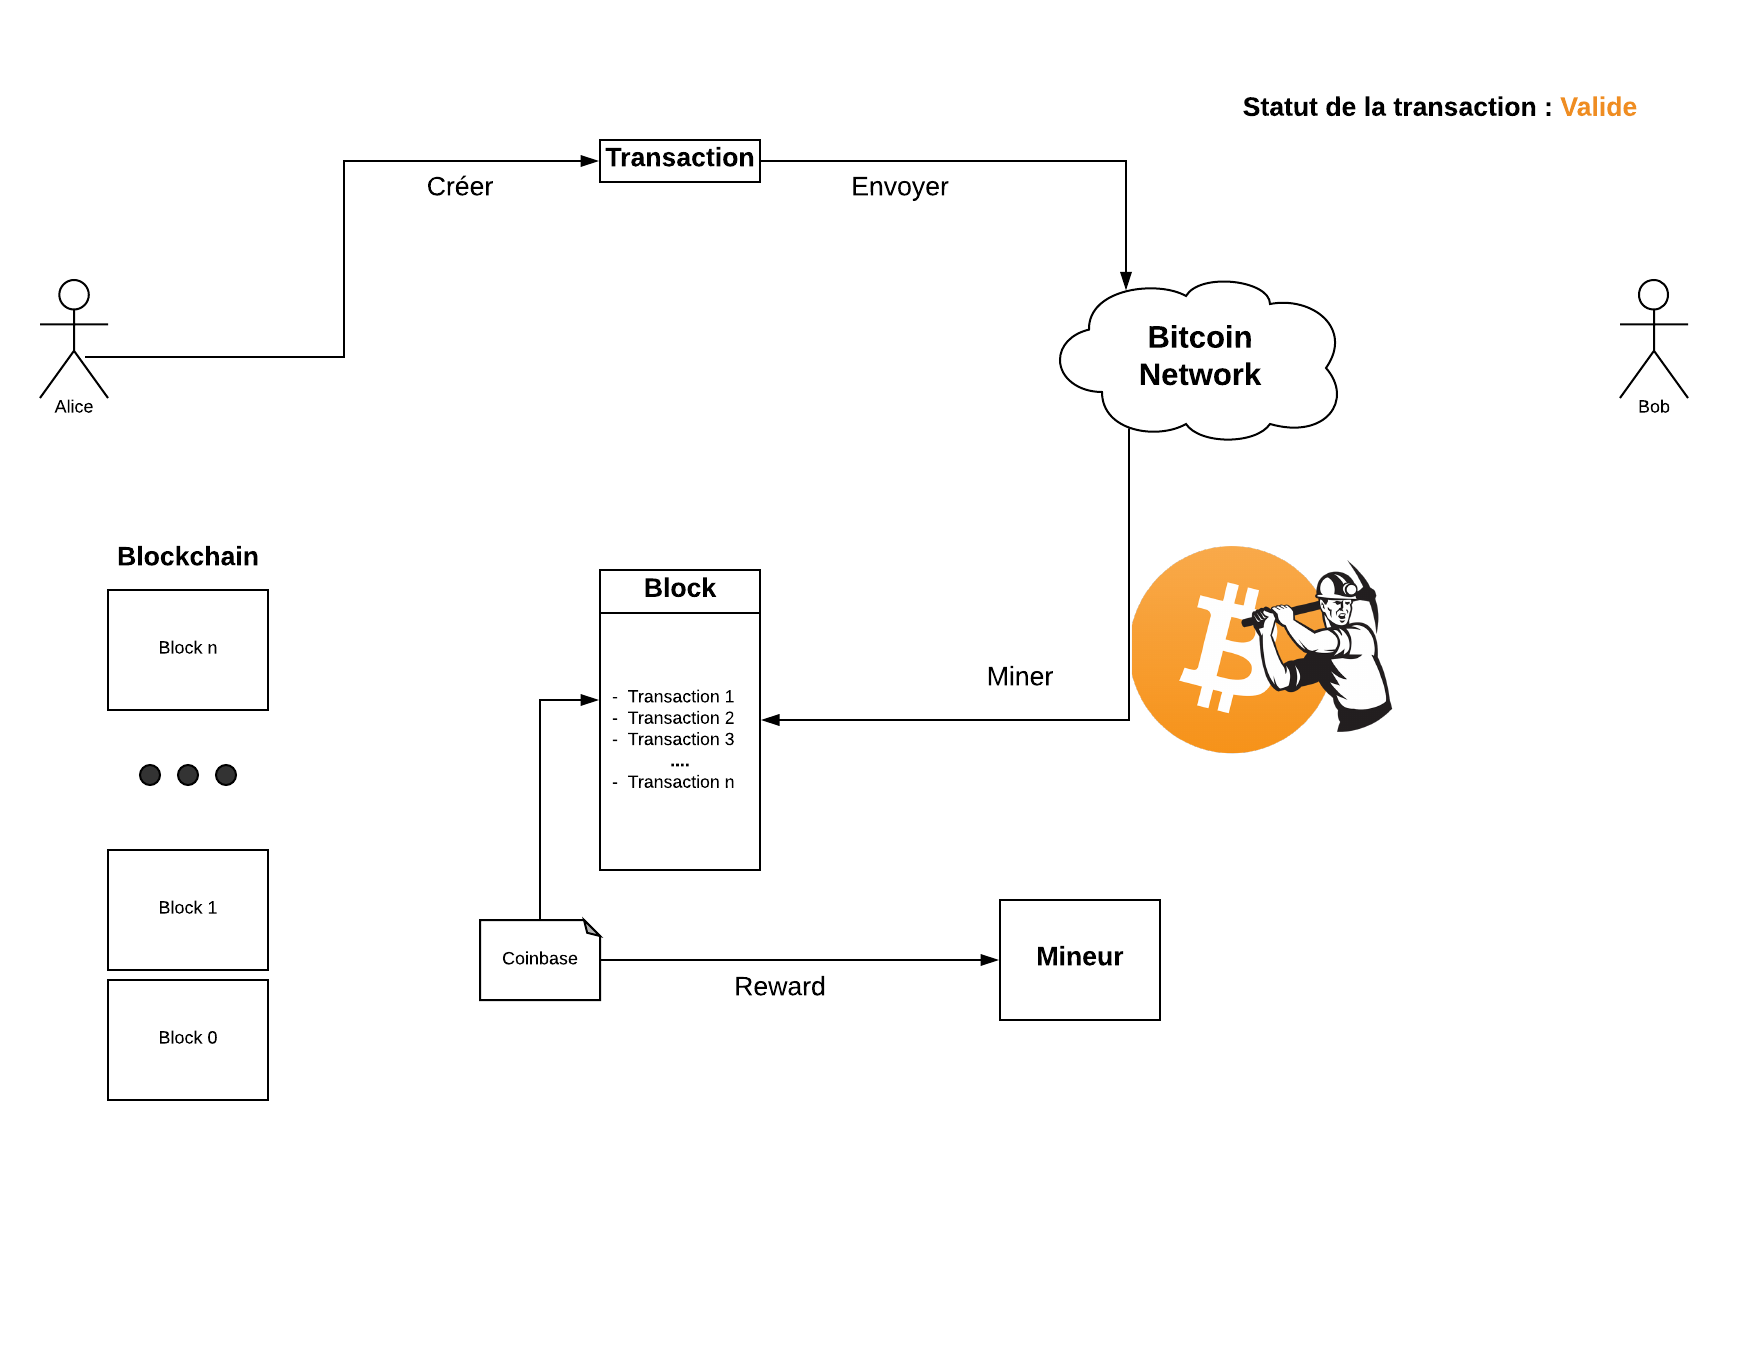 Statut de la transaction : Valide
Transaction
Créer
Envoyer
Bitcoin
Network
Alice
Bob
Blockchain
Block n
Block 1
Block 0
Block
- Transaction 1
- Transaction 2
- Transaction 3
....
- Transaction n
Miner
Coinbase
Reward
Mineur